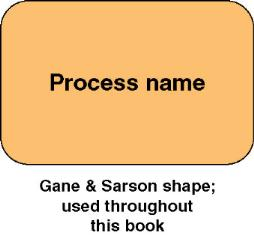 Process name
Gane & Sarson shape;
used throughout
this book